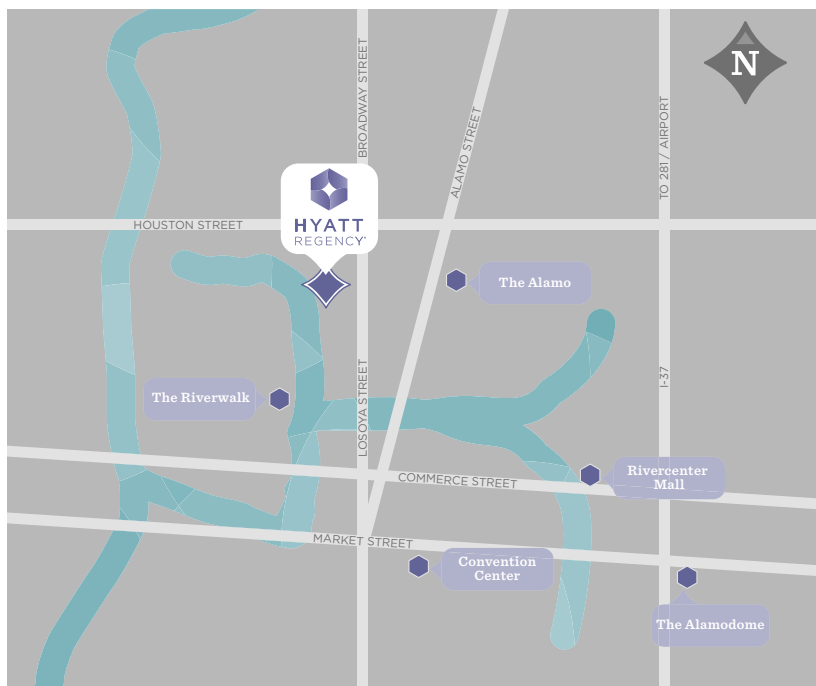 N
BROADWAY STREET
ALAMO STREET
TO 281 / AIRPORT
HOUSTON STREET
HYATT
REGENCY
The Alamo
LOSOYA STREET
I-37
The Riverwalk
COMMERCE STREET
Rivercenter
Mall
MARKET STREET
Convention
Center
The Alamodome